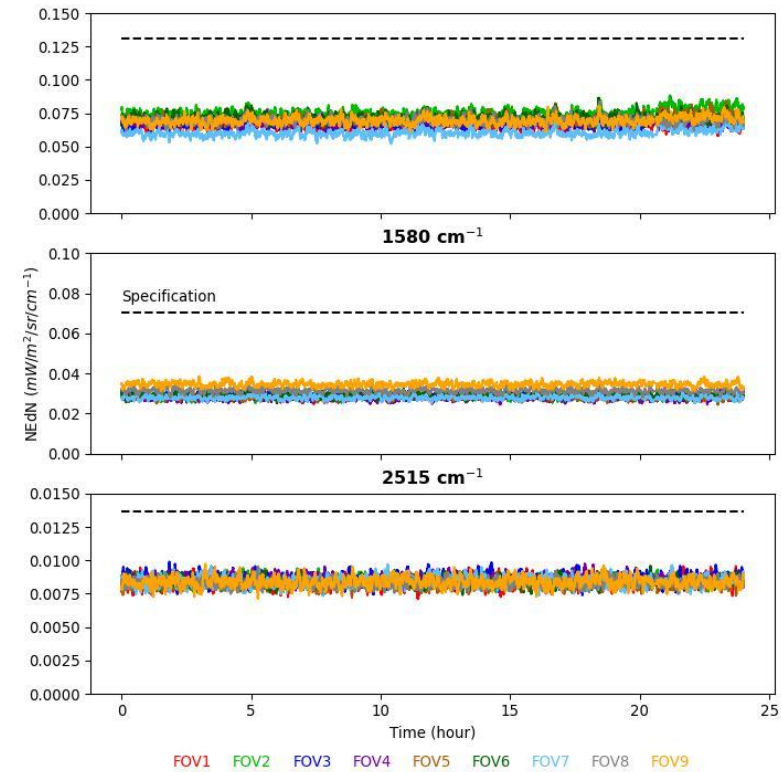 0.150
0.125
0.100
0.075
0.050
0.025
0.000
1580 cm⁻¹
0.10
0.08
0.06
0.04
0.02
0.00
Specification
NEdN (mW/m²/sr/cm⁻¹)
2515 cm⁻¹
0.0150
0.0125
0.0100
0.0075
0.0050
0.0025
0.0000
0 5 10 15 20 25
Time (hour)
FOV1 FOV2 FOV3 FOV4 FOV5 FOV6 FOV7 FOV8 FOV9